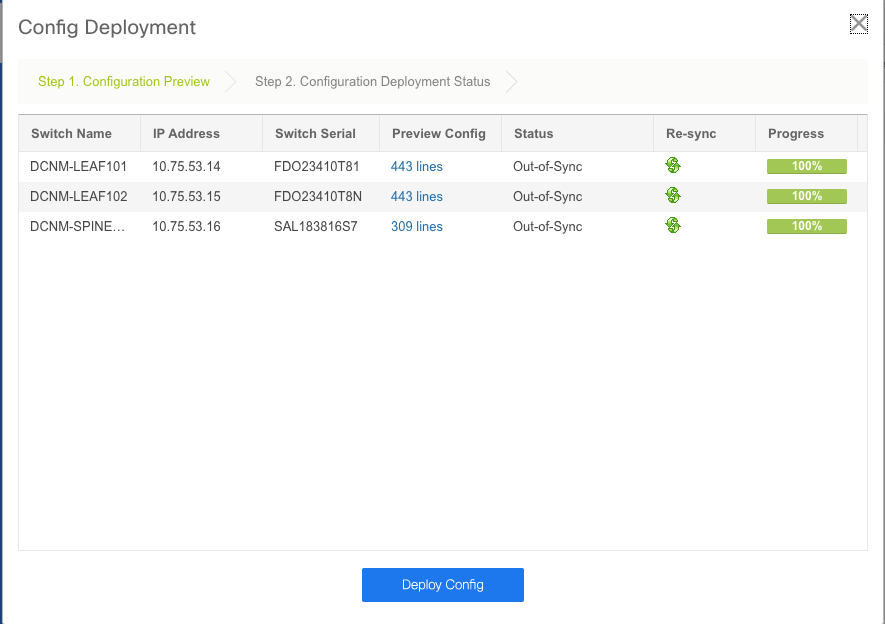 Config Deployment
Step 1. Configuration Preview Step 2. Configuration Deployment Status
Switch Name IP Address Switch Serial Preview Config Status Re-sync Progress
DCNM-LEAF101 10.75.53.14 FDO23410T81 443 lines Out-of-Sync 100%
DCNM-LEAF102 10.75.53.15 FDO23410T8N 443 lines Out-of-Sync 100%
DCNM-SPINE... 10.75.53.16 SAL183816S7 309 lines Out-of-Sync 100%
Deploy Config